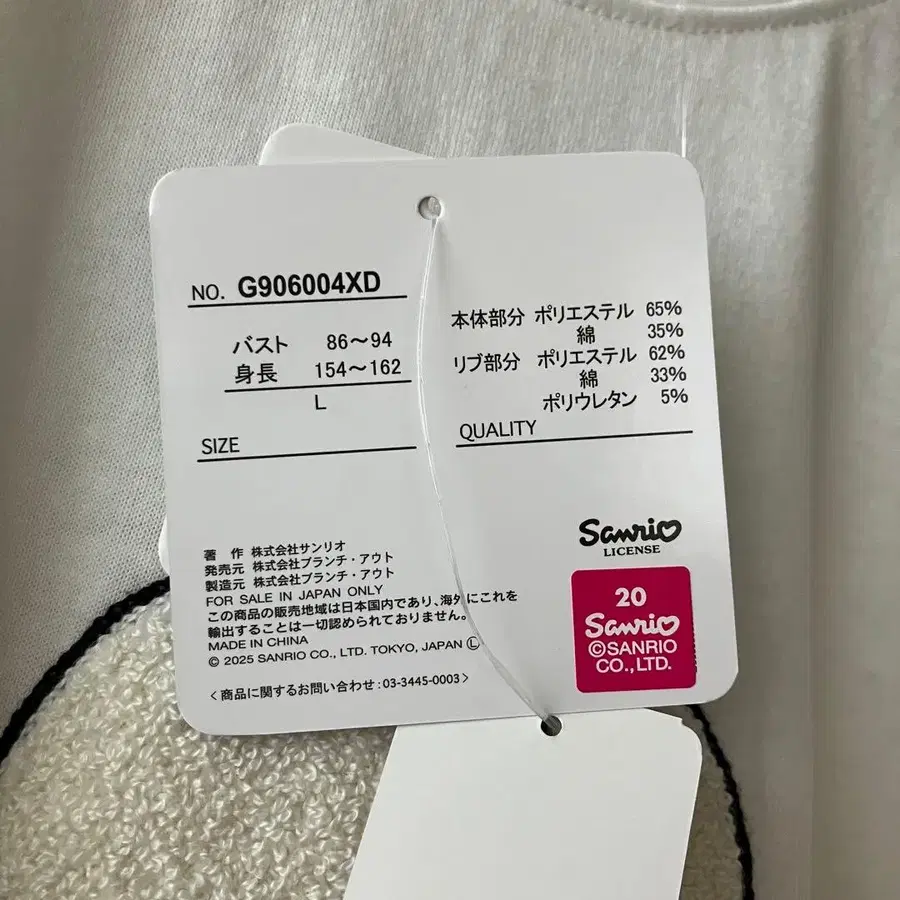 NO. G906004XD
バスト 86～94
身長 154～162
L
SIZE
本体部分 ポリエステル 65%
綿 35%
リブ部分 ポリエステル 62%
綿 33%
ポリウレタン 5%
QUALITY
著 作 株式会社サンリオ
発売元 株式会社ブランチ・アウト
製造元 株式会社ブランチ・アウト
FOR SALE IN JAPAN ONLY
この商品の販売地域は日本国内であり、海外にこれを
輸出することは一切認められておりません。
MADE IN CHINA
© 2025 SANRIO CO., LTD. TOKYO, JAPAN Ⓛ
〈商品に関するお問い合わせ:03-3445-0003〉
Sanrio
LICENSE
20
Sanrio
©SANRIO
CO.,LTD.